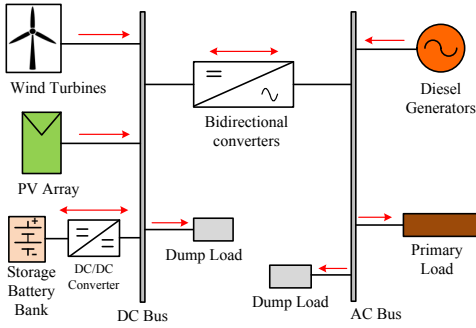 Wind Turbines
PV Array
Storage
Battery
Bank
DC/DC
Converter
Dump Load
DC Bus
Bidirectional
converters
Diesel
Generators
Primary
Load
Dump Load
AC Bus